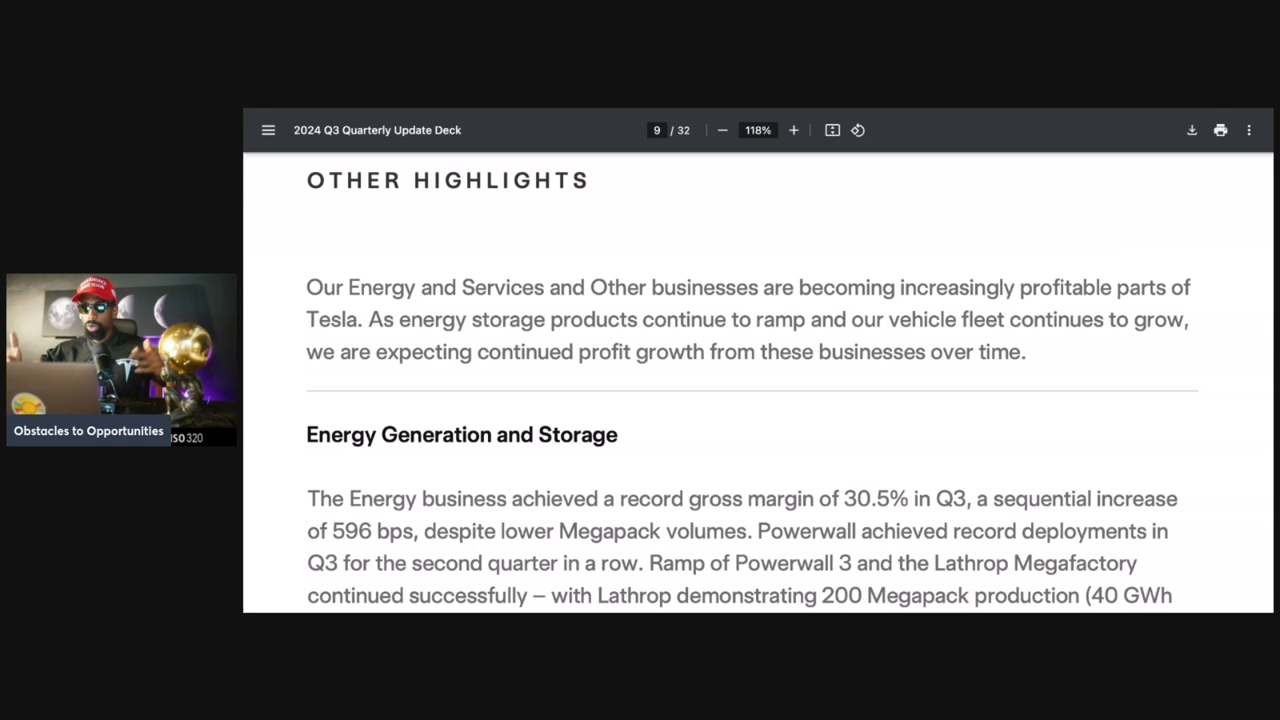 2024 Q3 Quarterly Update Deck
9 / 32
118%
OTHER HIGHLIGHTS
Our Energy and Services and Other businesses are becoming increasingly profitable parts of
Tesla. As energy storage products continue to ramp and our vehicle fleet continues to grow,
we are expecting continued profit growth from these businesses over time.
Energy Generation and Storage
The Energy business achieved a record gross margin of 30.5% in Q3, a sequential increase
of 596 bps, despite lower Megapack volumes. Powerwall achieved record deployments in
Q3 for the second quarter in a row. Ramp of Powerwall 3 and the Lathrop Megafactory
continued successfully – with Lathrop demonstrating 200 Megapack production (40 GWh
Obstacles to Opportunities
ISO 320